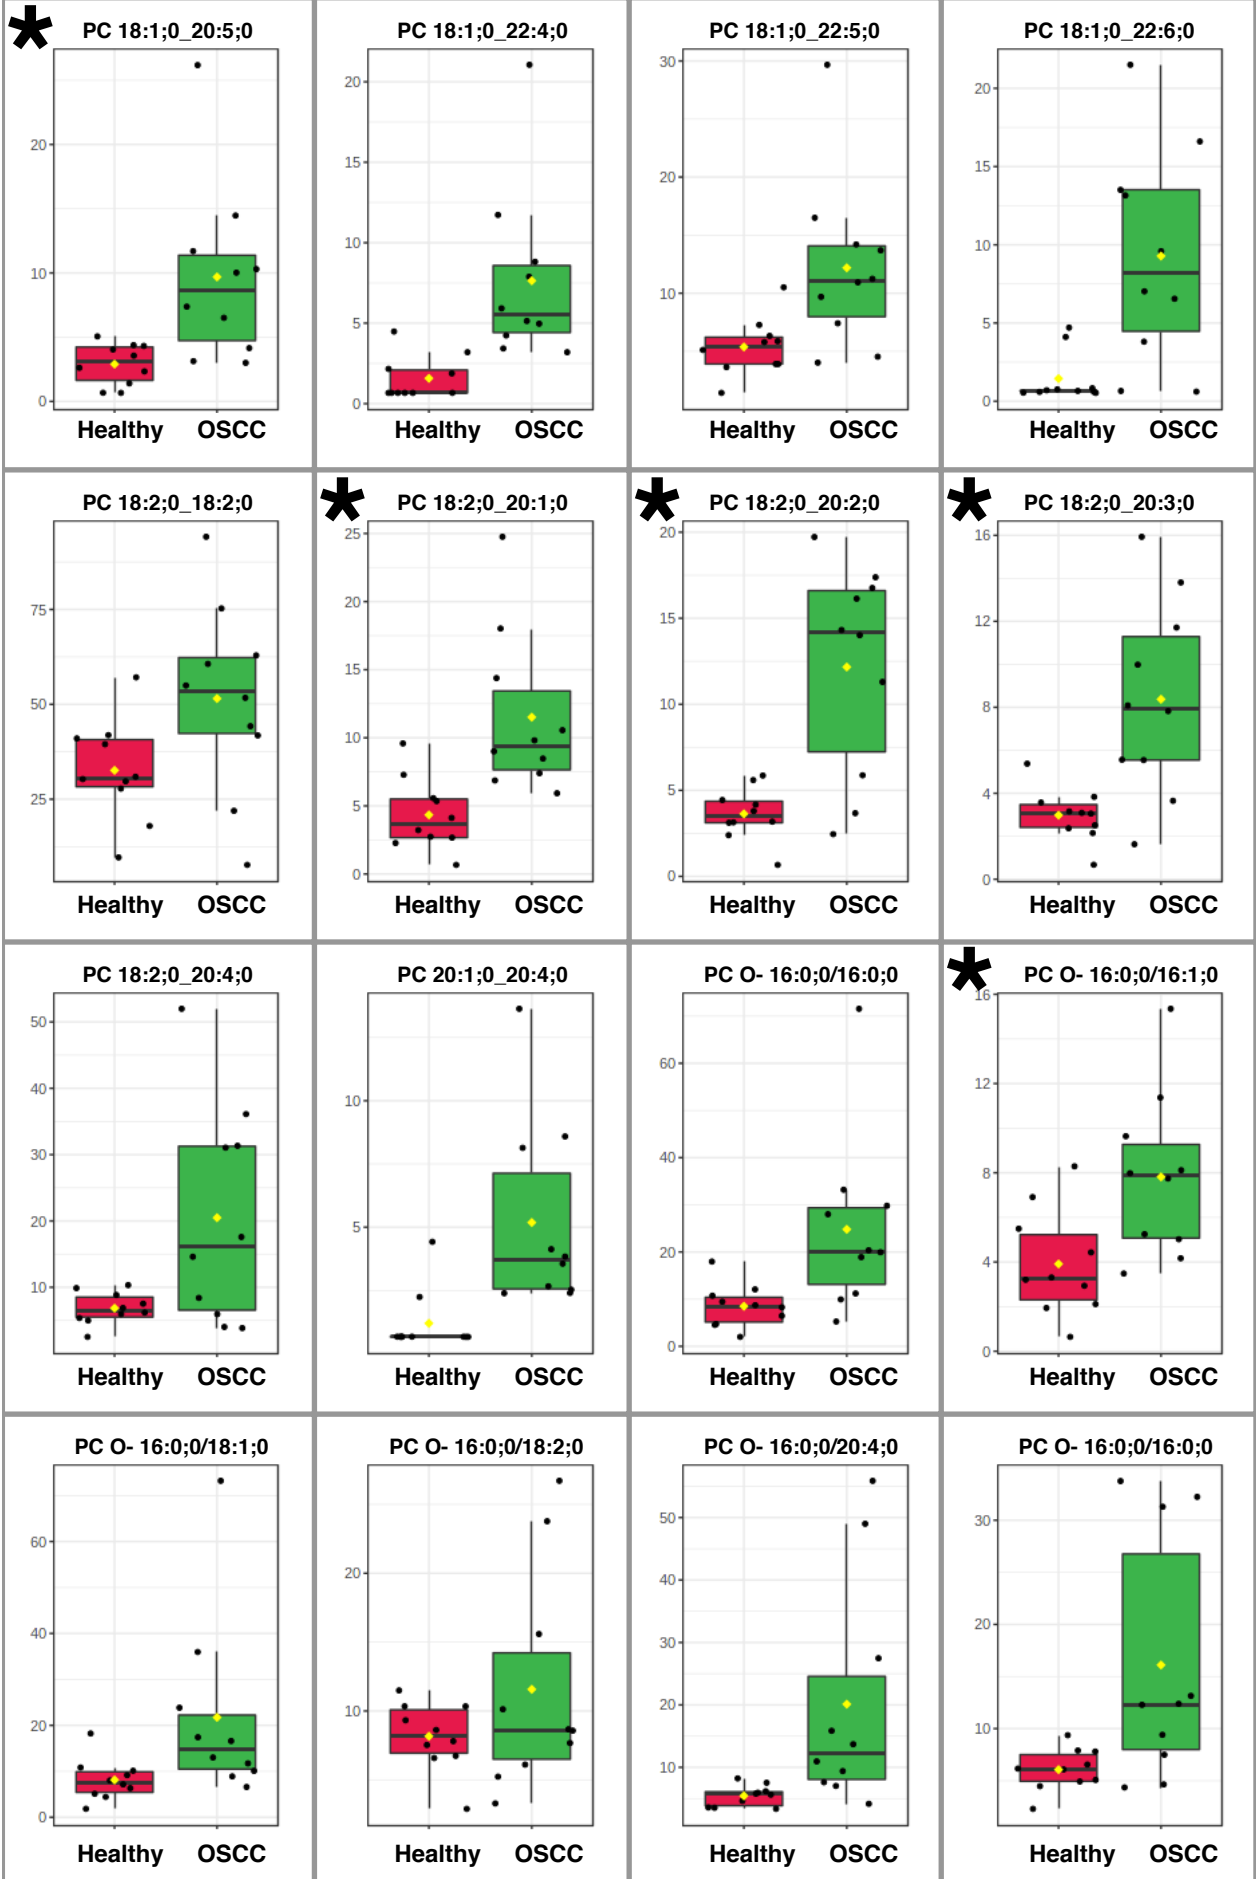 PC 18:1;0_20:5;0
PC 18:1;0_22:4;0
PC 18:1;0_22:5;0
PC 18:1;0_22:6;0
20
10
0
20
15
10
5
0
30
20
10
20
15
10
5
0
Healthy OSCC
Healthy OSCC
Healthy OSCC
Healthy OSCC
PC 18:2;0_18:2;0
PC 18:2;0_20:1;0
PC 18:2;0_20:2;0
PC 18:2;0_20:3;0
75
50
25
25
20
15
10
5
0
20
15
10
5
0
16
12
8
4
0
Healthy OSCC
Healthy OSCC
Healthy OSCC
Healthy OSCC
PC 18:2;0_20:4;0
PC 20:1;0_20:4;0
PC O- 16:0;0/16:0;0
PC O- 16:0;0/16:1;0
50
40
30
20
10
10
5
60
40
20
0
16
12
8
4
0
Healthy OSCC
Healthy OSCC
Healthy OSCC
Healthy OSCC
PC O- 16:0;0/18:1;0
PC O- 16:0;0/18:2;0
PC O- 16:0;0/20:4;0
PC O- 16:0;0/16:0;0
60
40
20
0
20
10
50
40
30
20
10
30
20
10
Healthy OSCC
Healthy OSCC
Healthy OSCC
Healthy OSCC